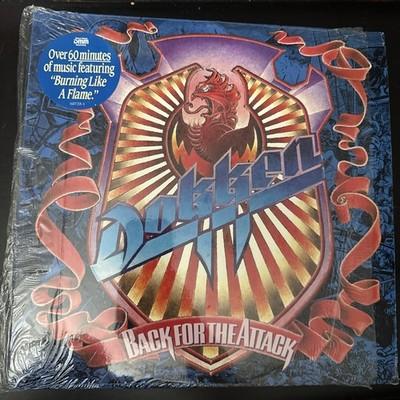 Over 60 minutes
of music featuring
"Burning Like
A Flame."
Dokken
BACK FOR THE ATTACK